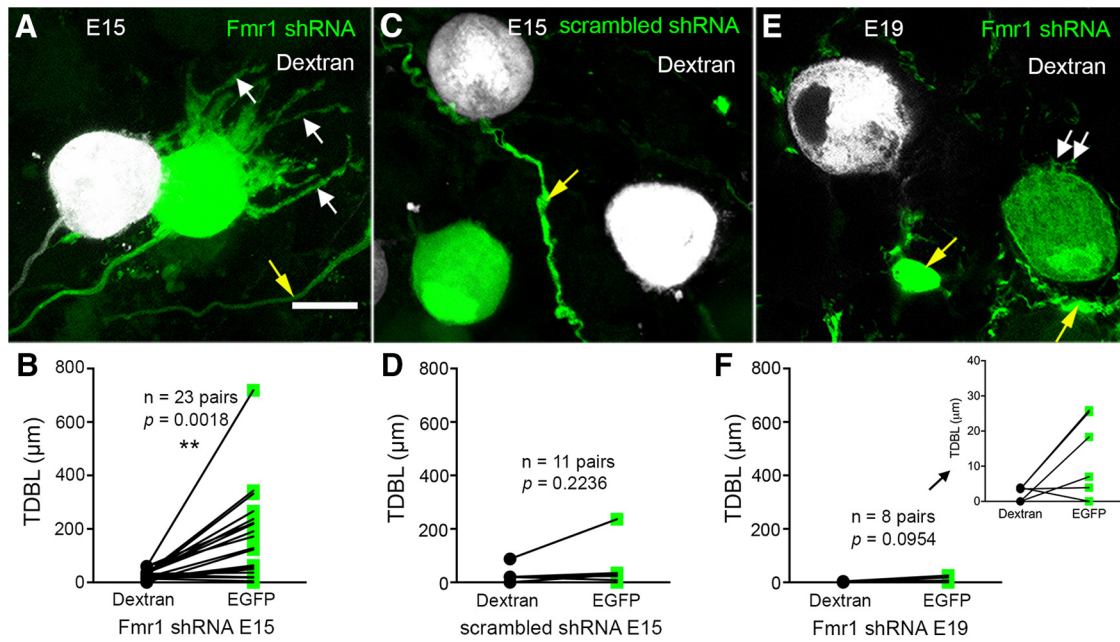 A E15 Fmr1 shRNA
Dextran
C E15 scrambled shRNA
Dextran
E E19 Fmr1 shRNA
Dextran
B
800
600
400
200
0
TDBL (μm)
n = 23 pairs
p = 0.0018
**
Dextran EGFP
Fmr1 shRNA E15
D
800
600
400
200
0
TDBL (μm)
n = 11 pairs
p = 0.2236
Dextran EGFP
scrambled shRNA E15
F
800
600
400
200
0
TDBL (μm)
n = 8 pairs
p = 0.0954
Dextran EGFP
Fmr1 shRNA E19
40
30
20
10
0
TDBL (μm)
Dextran EGFP